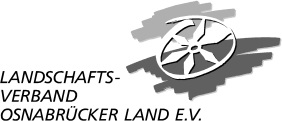 LANDSCHAFTS-
VERBAND
OSNABRÜCKER LAND E.V.